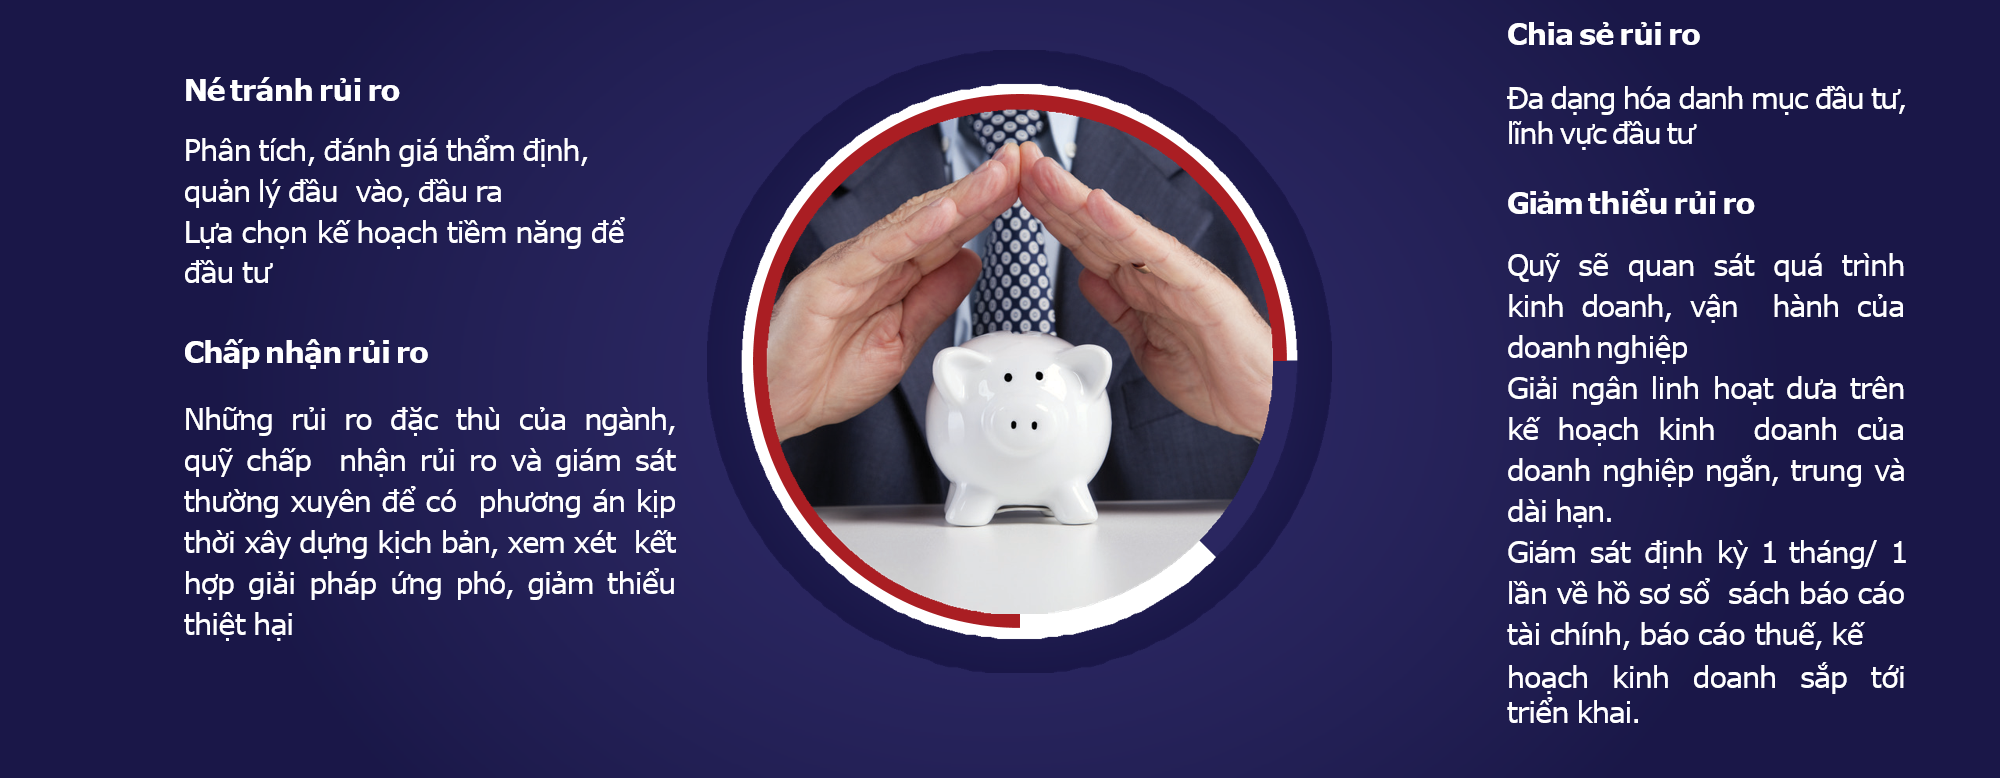 Né tránh rủi ro
Phân tích, đánh giá thẩm định,
quản lý đầu vào, đầu ra
Lựa chọn kế hoạch tiềm năng để
đầu tư
Chấp nhận rủi ro
Những rủi ro đặc thù của ngành,
quỹ chấp nhận rủi ro và giám sát
thường xuyên để có phương án kịp
thời xây dựng kịch bản, xem xét kết
hợp giải pháp ứng phó, giảm thiểu
thiệt hại
Chia sẻ rủi ro
Đa dạng hóa danh mục đầu tư,
lĩnh vực đầu tư
Giảm thiểu rủi ro
Quỹ sẽ quan sát quá trình
kinh doanh, vận hành của
doanh nghiệp
Giải ngân linh hoạt dưa trên
kế hoạch kinh doanh của
doanh nghiệp ngắn, trung và
dài hạn.
Giám sát định kỳ 1 tháng/ 1
lần về hồ sơ sổ sách báo cáo
tài chính, báo cáo thuế, kế
hoạch kinh doanh sắp tới
triển khai.